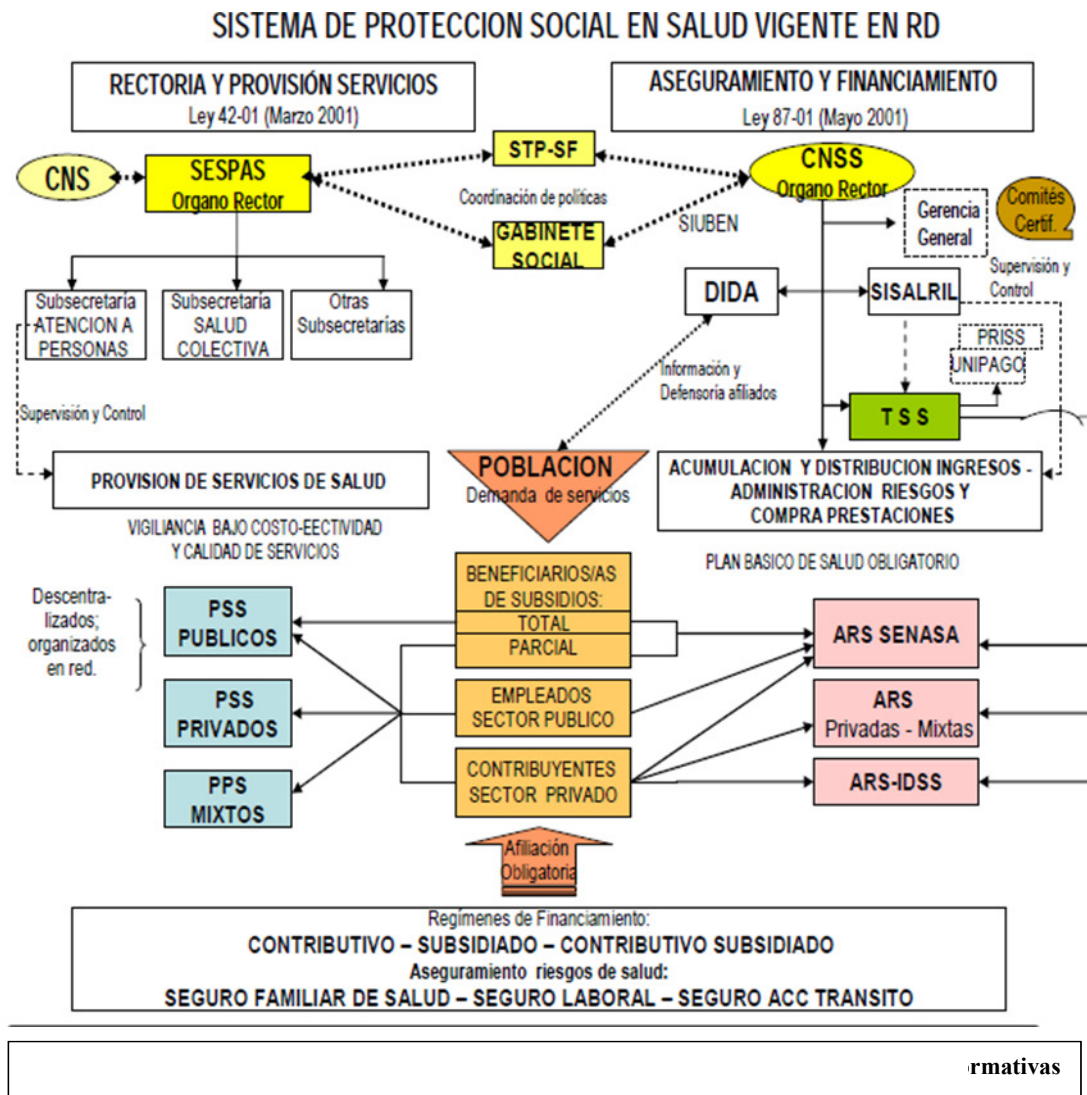 SISTEMA DE PROTECCION SOCIAL EN SALUD VIGENTE EN RD
RECTORIA Y PROVISIÓN SERVICIOS
Ley 42-01 (Marzo 2001)
ASEGURAMIENTO Y FINANCIAMIENTO
Ley 87-01 (Mayo 2001)
CNS
SESPAS
Organo Rector
STP-SF
Coordinación de políticas
GABINETE
SOCIAL
SIUBEN
CNSS
Organo Rector
Gerencia
General
Comités
Certif.
Supervisión y
Control
Subsecretaría
ATENCION A
PERSONAS
Subsecretaría
SALUD
COLECTIVA
Otras
Subsecretarías
DIDA
SISALRIL
PRISS
UNIPAGO
T S S
Información y
Defensoría afiliados
Supervisión y Control
PROVISION DE SERVICIOS DE SALUD
POBLACION
Demanda de servicios
ACUMULACION Y DISTRIBUCION INGRESOS -
ADMINISTRACION RIESGOS Y
COMPRA PRESTACIONES
VIGILIANCIA BAJO COSTO-EECTIVIDAD
Y CALIDAD DE SERVICIOS
PLAN BASICO DE SALUD OBLIGATORIO
Descentra-
lizados;
organizados
en red.
PSS
PUBLICOS
PSS
PRIVADOS
PPS
MIXTOS
BENEFICIARIOS/AS
DE SUBSIDIOS:
TOTAL
PARCIAL
EMPLEADOS
SECTOR PUBLICO
CONTRIBUYENTES
SECTOR PRIVADO
ARS SENASA
ARS
Privadas - Mixtas
ARS-IDSS
Afiliación
Obligatoria
Regímenes de Financiamiento:
CONTRIBUTIVO – SUBSIDIADO – CONTRIBUTIVO SUBSIDIADO
Aseguramiento riesgos de salud:
SEGURO FAMILIAR DE SALUD – SEGURO LABORAL – SEGURO ACC TRANSITO